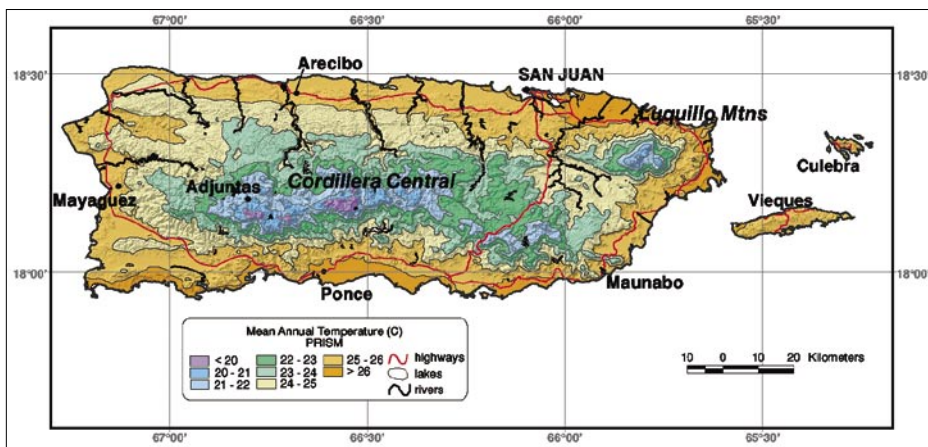 67°00' 66°30' 66°00' 65°30'
Arecibo
SAN JUAN
18°30' 18°30'
Luquillo Mtns
Culebra
Cordillera Central
Adjuntas
Mayaguez
Vieques
18°00' 18°00'
Ponce
Maunabo
Mean Annual Temperature (C)
PRISM
< 20 22 - 23 25 - 26 highways
20 - 21 23 - 24 > 26 lakes
21 - 22 24 - 25 rivers
10 0 10 20 Kilometers
67°00' 66°30' 66°00' 65°30'